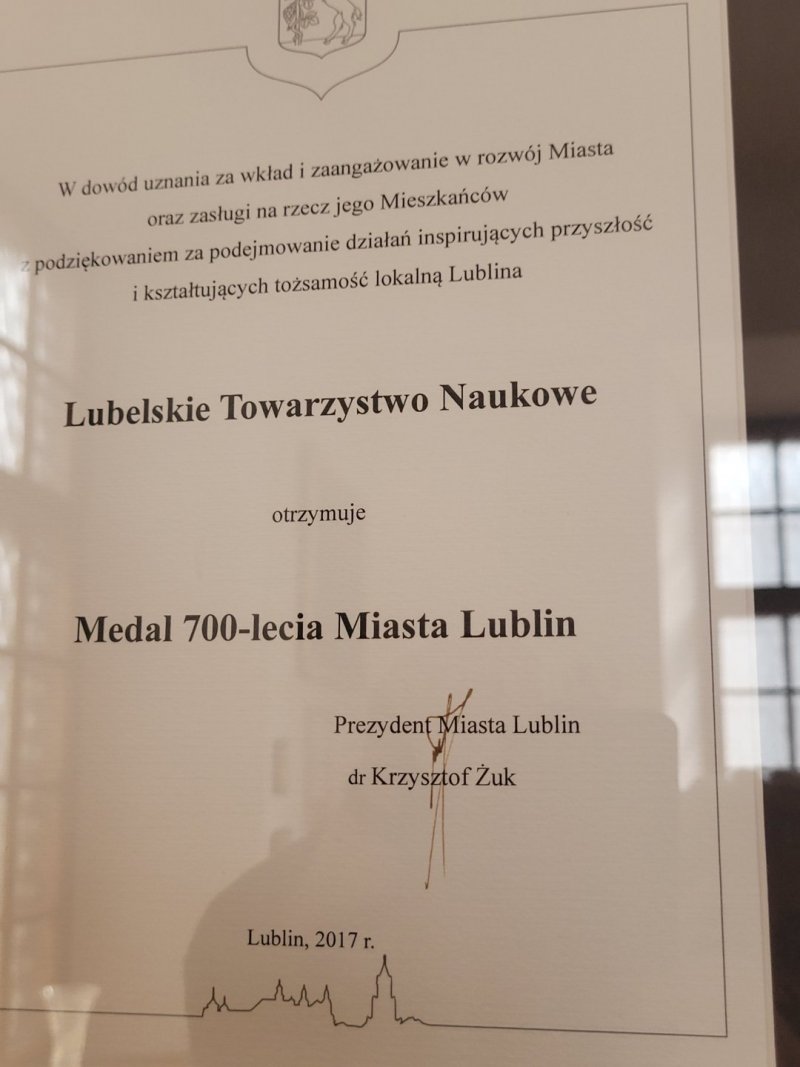 W dowód uznania za wkład i zaangażowanie w rozwój Miasta
oraz zasługi na rzecz jego Mieszkańców
z podziękowaniem za podejmowanie działań inspirujących przyszłość
i kształtujących tożsamość lokalną Lublina
Lubelskie Towarzystwo Naukowe
otrzymuje
Medal 700-lecia Miasta Lublin
Prezydent Miasta Lublin
dr Krzysztof Żuk
Lublin, 2017 r.